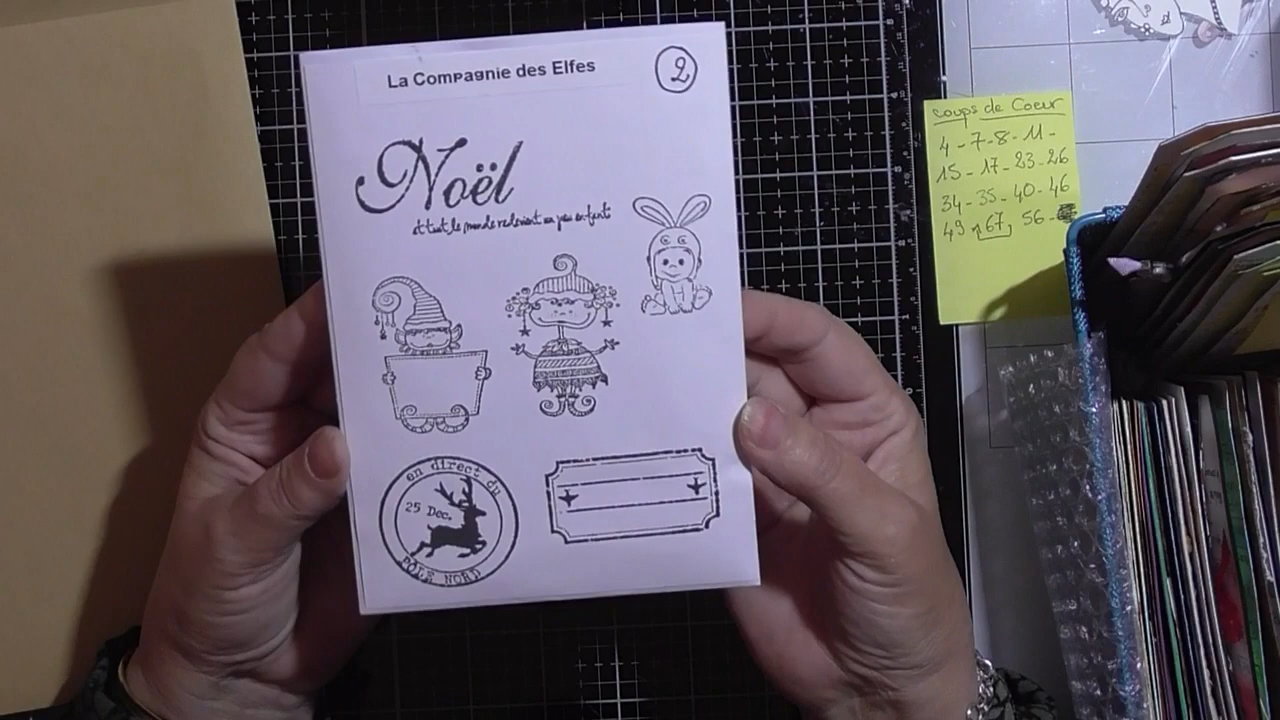 La Compagnie des Elfes
2
Noël
et tout le monde redevient un peu enfant
en direct du
25 Dec.
PÔLE NORD
coups de Coeur
4 - 7 - 8 - 11 -
15 - 17 - 23 - 26
34 - 35 - 40 - 46
49 67 56 -